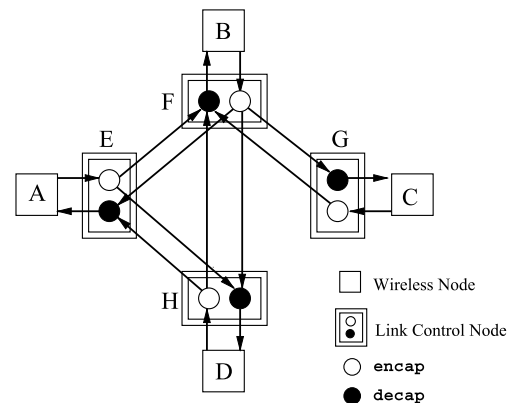 B
F
E
G
A
C
H
D
Wireless Node
Link Control Node
encap
decap